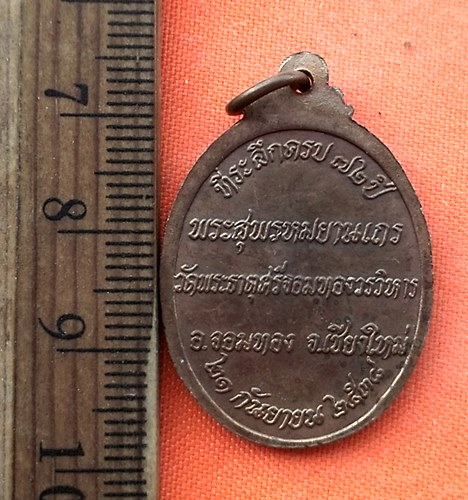 ที่ระลึกครบ ๗๒ ปี
พระสุพรหมยานเถร
วัดพระธาตุศรีจอมทองวรวิหาร
อ.จอมทอง จ.เชียงใหม่
๒๑ กันยายน ๒๕๓๘
7
8
9
10